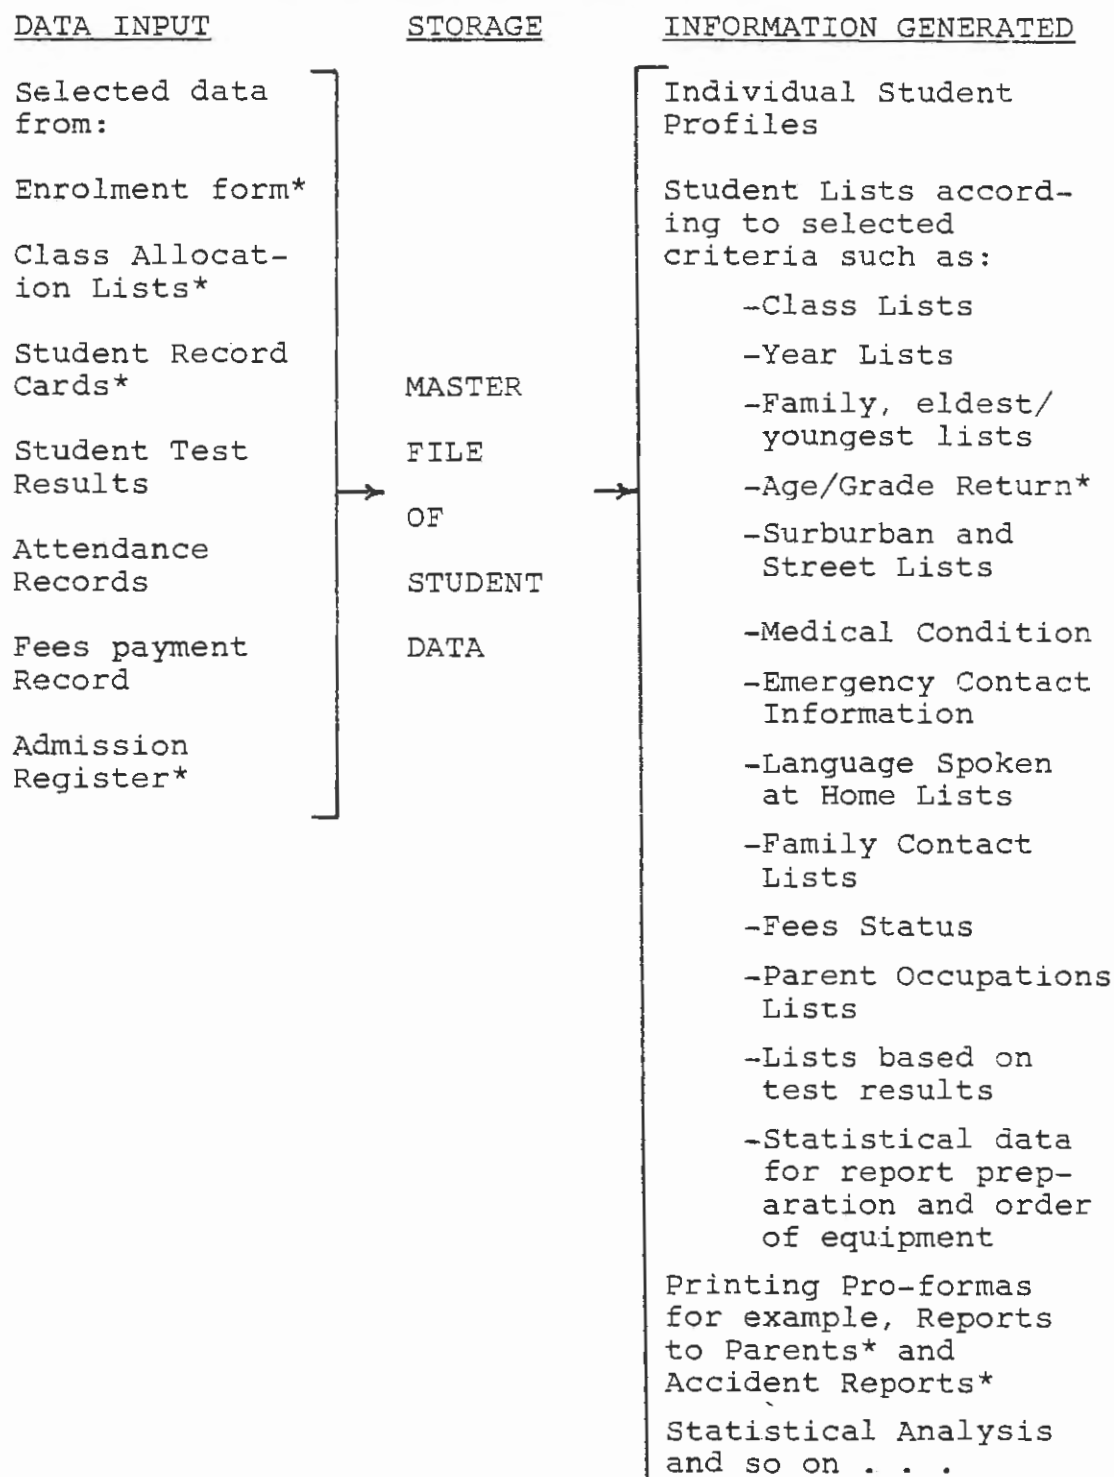 DATA INPUT
Selected data
from:
Enrolment form*
Class Allocat-
ion Lists*
Student Record
Cards*
Student Test
Results
Attendance
Records
Fees payment
Record
Admission
Register*
STORAGE
MASTER
FILE
OF
STUDENT
DATA
INFORMATION GENERATED
Individual Student
Profiles
Student Lists accord-
ing to selected
criteria such as:
-Class Lists
-Year Lists
-Family, eldest/
youngest lists
-Age/Grade Return*
-Surburban and
Street Lists
-Medical Condition
-Emergency Contact
Information
-Language Spoken
at Home Lists
-Family Contact
Lists
-Fees Status
-Parent Occupations
Lists
-Lists based on
test results
-Statistical data
for report prep-
aration and order
of equipment
Printing Pro-formas
for example, Reports
to Parents* and
Accident Reports*
Statistical Analysis
and so on . . .